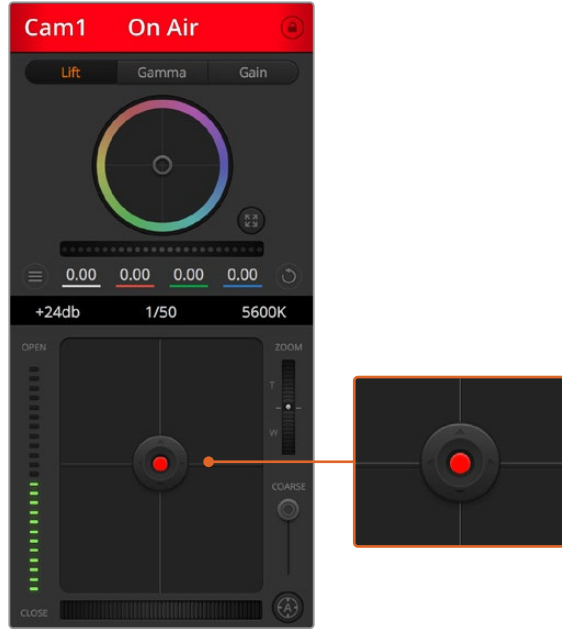 Cam1 On Air
Lift Gamma Gain
0.00 0.00 0.00 0.00
+24db 1/50 5600K
OPEN ZOOM
T
W
COARSE
CLOSE A